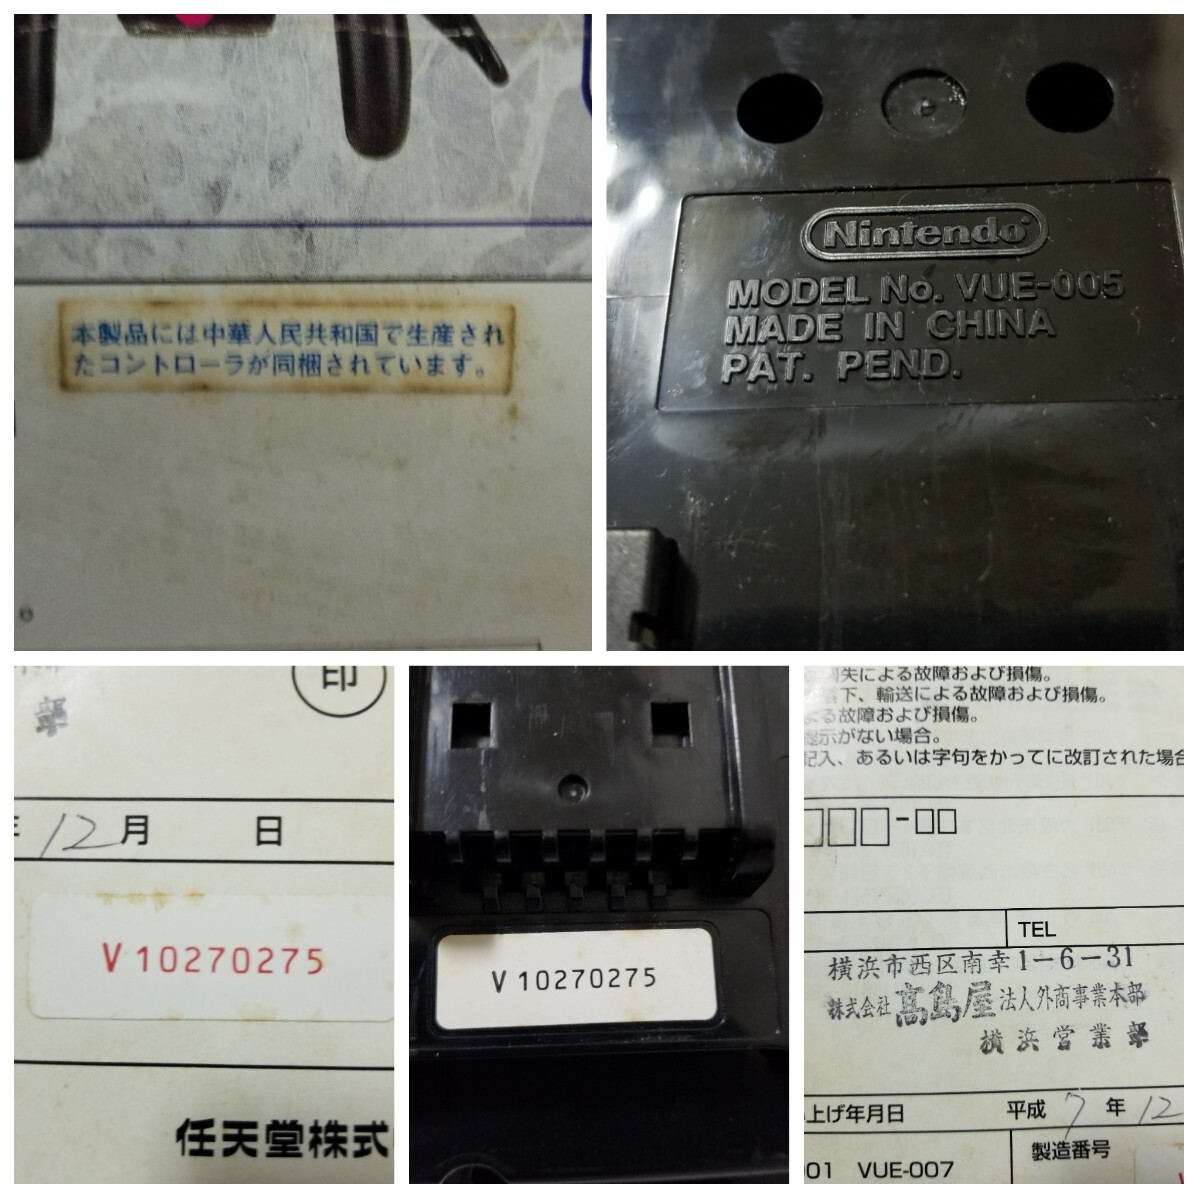 本製品には中華人民共和国で生産され
たコントローラが同梱されています。
Nintendo
MODEL No. VUE-005
MADE IN CHINA
PAT. PEND.
部
印
12月 日
V10270275
任天堂株式
V10270275
失による故障および損傷。
下、輸送による故障および損傷。
よる故障および損傷。
提示がない場合。
記入、あるいは字句をかってに改訂された場合
□□□-□□
TEL
横浜市西区南幸1-6-31
株式会社高島屋法人外商事業本部
横浜営業部
上げ年月日 平成 7 年 12
製造番号
01 VUE-007